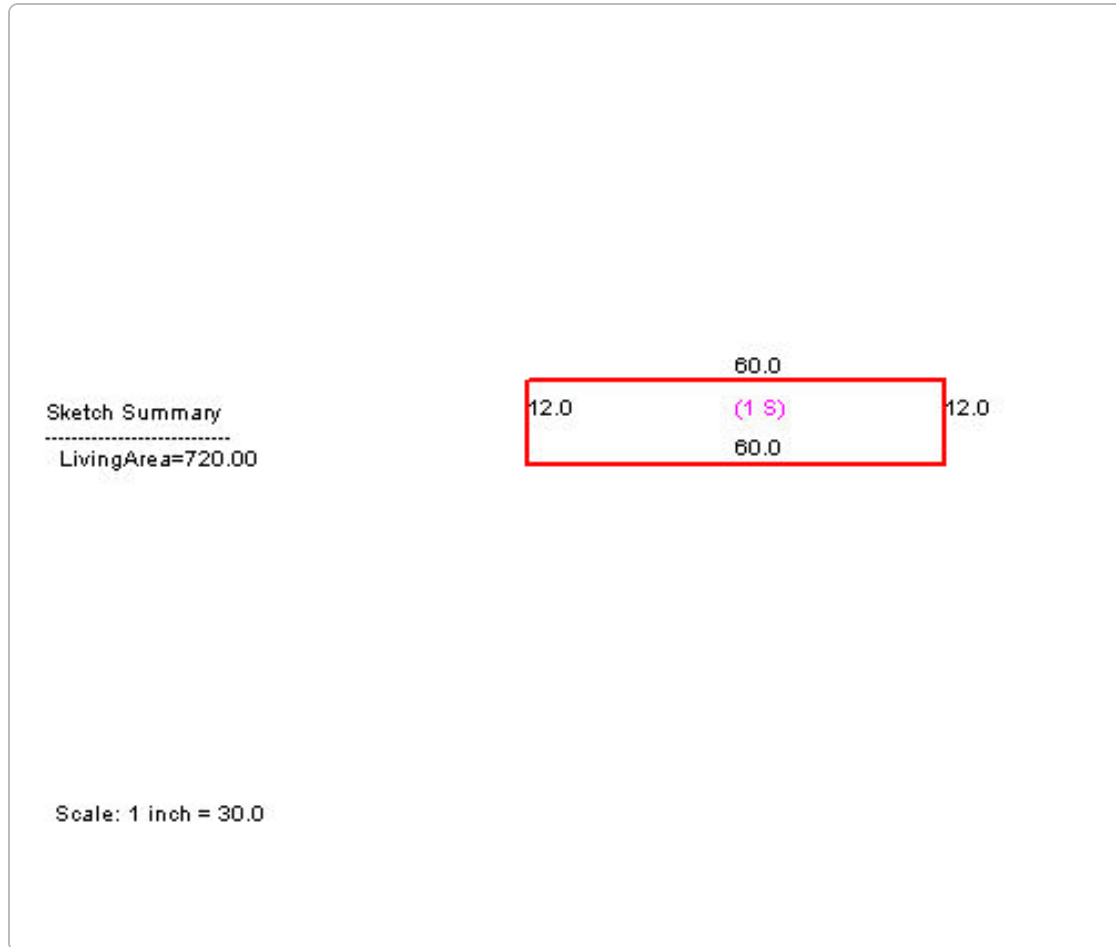 60.0
Sketch Summary
12.0 (1 S) 12.0
60.0
LivingArea=720.00
Scale: 1 inch = 30.0